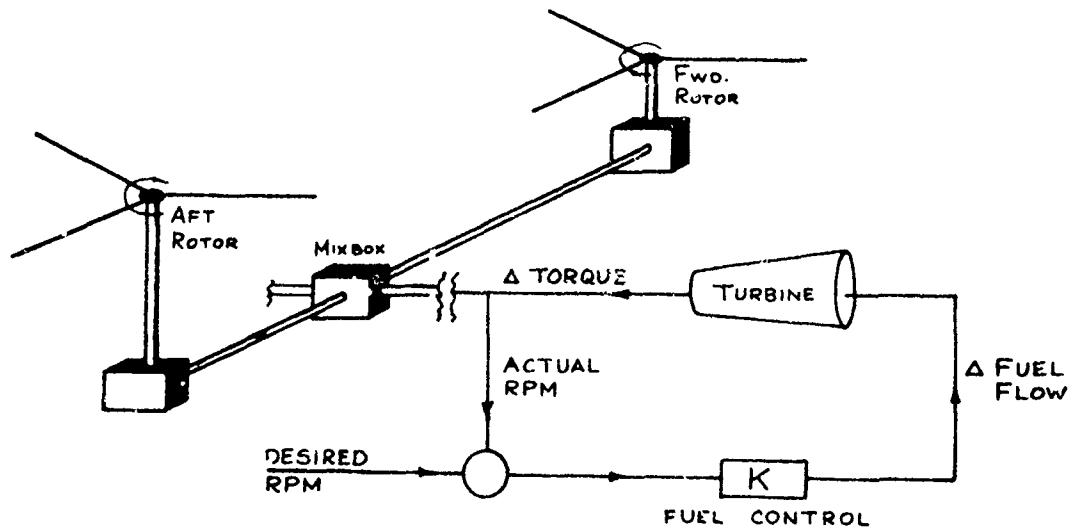 FWD.
ROTOR
AFT
ROTOR
MIXBOX
Δ TORQUE
TURBINE
ACTUAL
RPM
Δ FUEL
FLOW
DESIRED
RPM
K
FUEL CONTROL